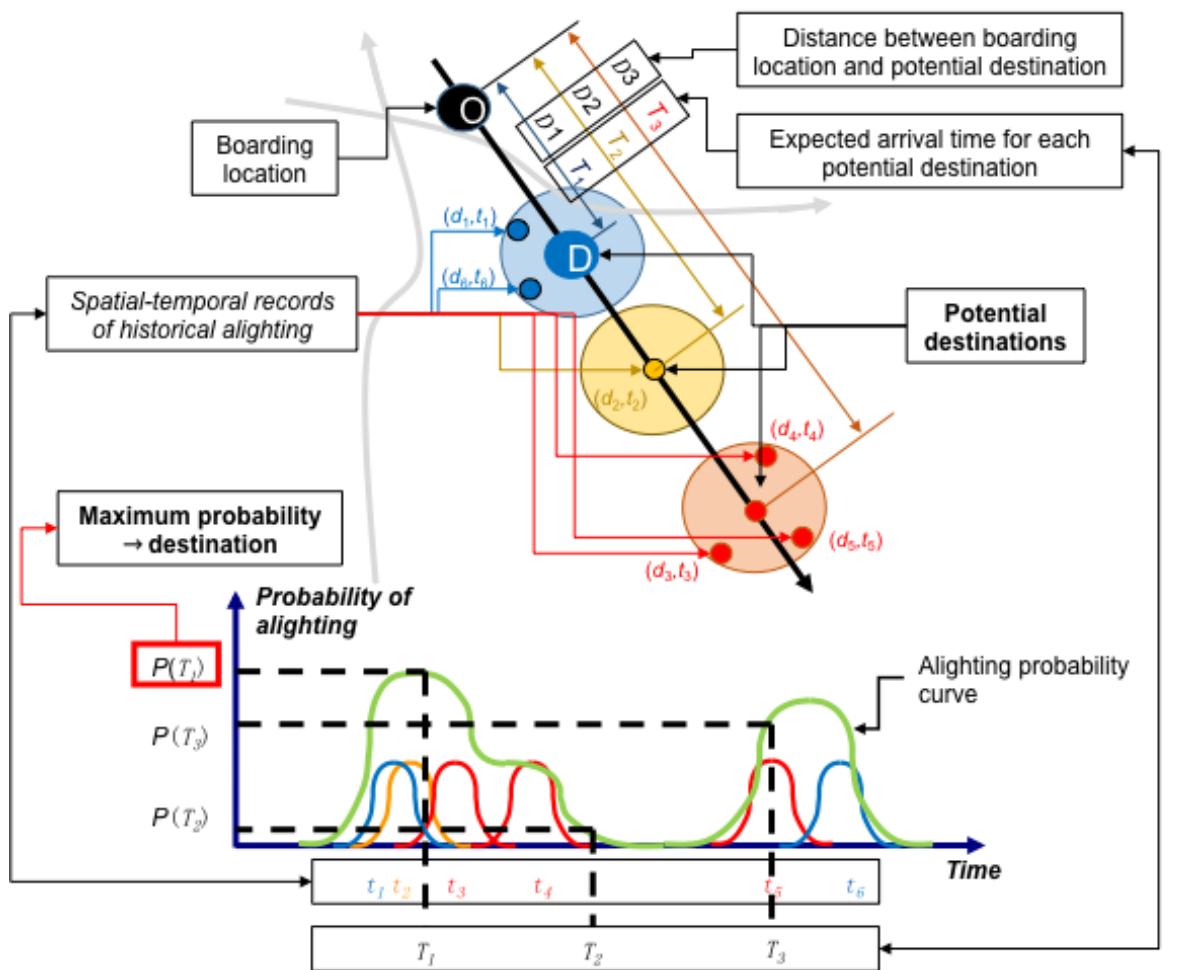 Distance between boarding
location and potential destination
D3
D2
D1
T3
T2
T1
O
Boarding
location
Expected arrival time for each
potential destination
(d1,t1)
D
(d6,t6)
Spatial-temporal records
of historical alighting
Potential
destinations
(d2,t2)
(d4,t4)
(d5,t5)
(d3,t3)
Maximum probability
→ destination
Probability of
alighting
P(T1)
Alighting probability
curve
P(T3)
P(T2)
Time
t1 t2 t3 t4 t5 t6
T1 T2 T3